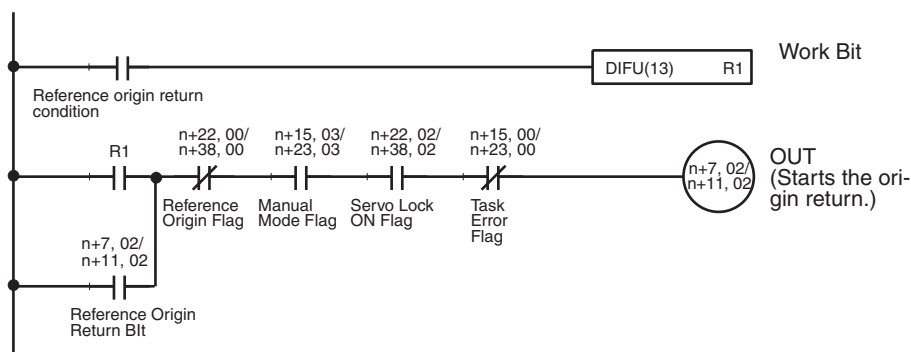 DIFU(13) R1
Work Bit
Reference origin return
condition
R1
n+22, 00/
n+38, 00
n+15, 03/
n+23, 03
n+22, 02/
n+38, 02
n+15, 00/
n+23, 00
Reference
Origin Flag
Manual
Mode Flag
Servo Lock
ON Flag
Task
Error
Flag
n+7, 02/
n+11, 02
OUT
(Starts the ori-
gin return.)
n+7, 02/
n+11, 02
Reference Origin
Return BIt